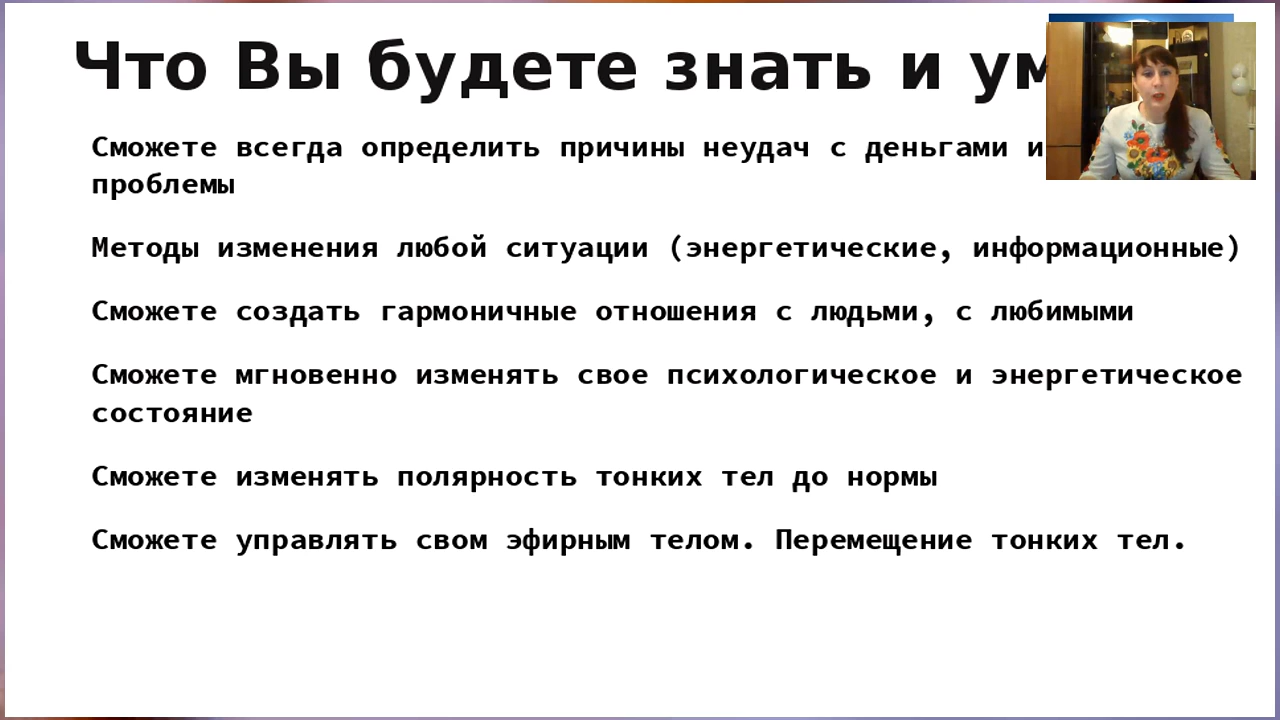 Что Вы будете знать и ум
Сможете всегда определить причины неудач с деньгами и
проблемы
Методы изменения любой ситуации (энергетические, информационные)
Сможете создать гармоничные отношения с людьми, с любимыми
Сможете мгновенно изменять свое психологическое и энергетическое
состояние
Сможете изменять полярность тонких тел до нормы
Сможете управлять свом эфирным телом. Перемещение тонких тел.